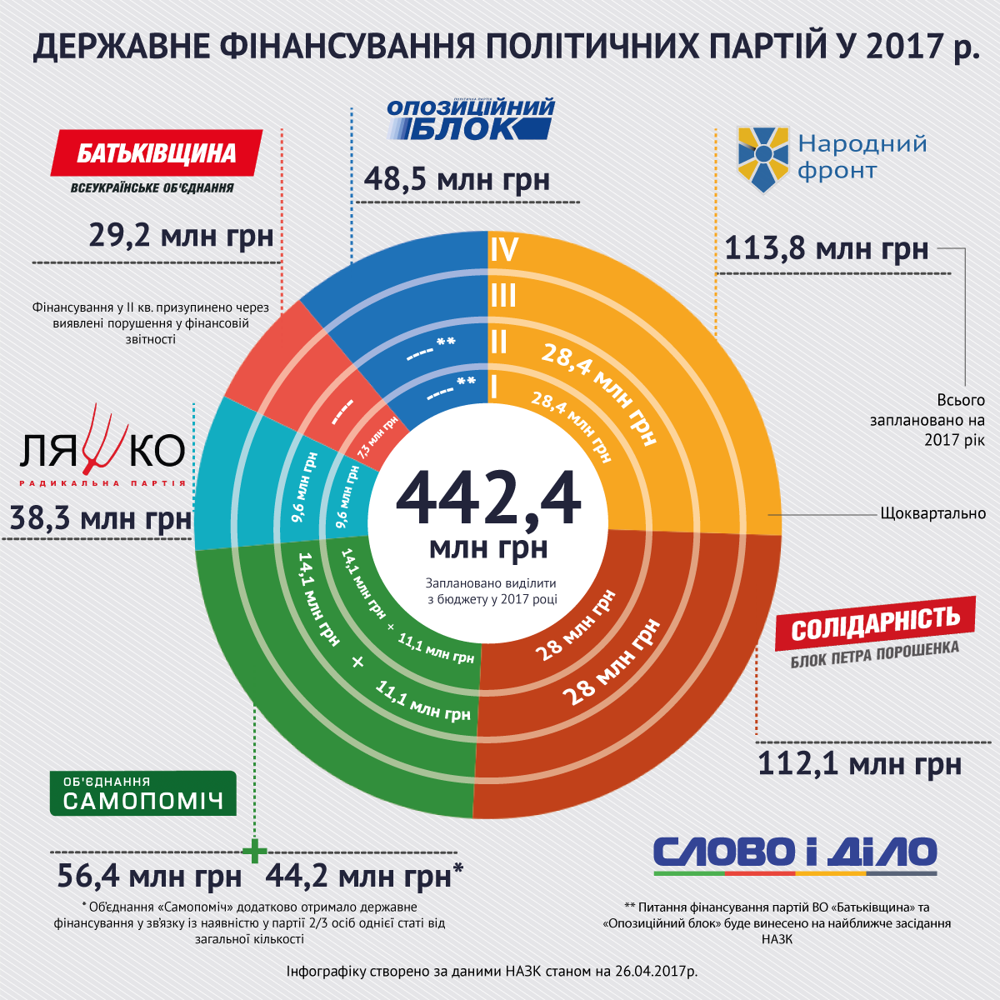 ДЕРЖАВНЕ ФІНАНСУВАННЯ ПОЛІТИЧНИХ ПАРТІЙ У 2017 р.
ПОЛІТИЧНА ПАРТІЯ
ОПОЗИЦІЙНИЙ
БЛОК
48,5 млн грн
БАТЬКІВЩИНА
ВСЕУКРАЇНСЬКЕ ОБ'ЄДНАННЯ
29,2 млн грн
Фінансування у II кв. призупинено через
виявлені порушення у фінансовій
звітності
Народний
фронт
113,8 млн грн
Всього
заплановано на
2017 рік
Щоквартально
ЛЯШКО
РАДИКАЛЬНА ПАРТІЯ
38,3 млн грн
IV
III
II
I
28,4 млн грн
28,4 млн грн
----**
----**
----
7,3 млн грн
9,6 млн грн
9,6 млн грн
14,1 млн грн + 11,1 млн грн
14,1 млн грн + 11,1 млн грн
28 млн грн
28 млн грн
442,4
млн грн
Заплановано виділити
з бюджету у 2017 році
СОЛІДАРНІСТЬ
БЛОК ПЕТРА ПОРОШЕНКА
112,1 млн грн
ОБ'ЄДНАННЯ
САМОПОМІЧ
+
56,4 млн грн 44,2 млн грн*
* Об'єднання «Самопоміч» додатково отримало державне
фінансування у зв'язку із наявністю у партії 2/3 осіб однієї статі від
загальної кількості
СЛОВО і ДіЛО
** Питання фінансування партій ВО «Батьківщина» та
«Опозиційний блок» буде винесено на найближче засідання
НАЗК
Інфографіку створено за даними НАЗК станом на 26.04.2017р.